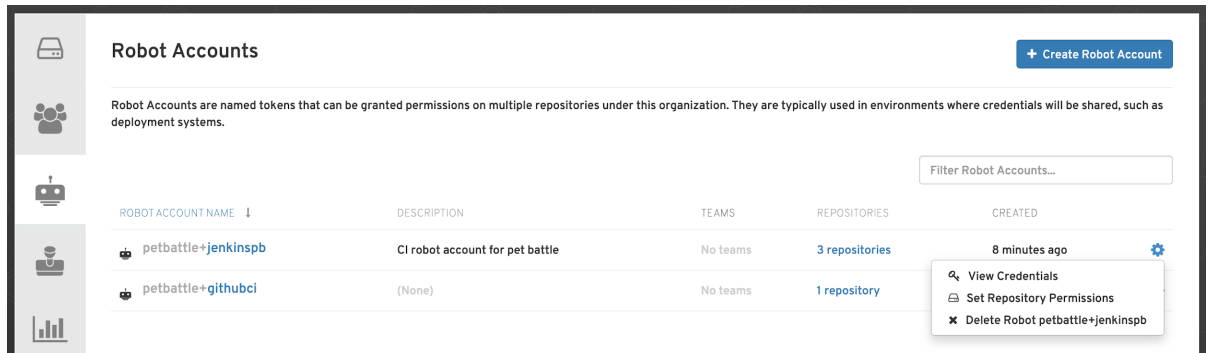 Robot Accounts
+ Create Robot Account
Robot Accounts are named tokens that can be granted permissions on multiple repositories under this organization. They are typically used in environments where credentials will be shared, such as
deployment systems.
Filter Robot Accounts...
ROBOT ACCOUNT NAME ↓ DESCRIPTION TEAMS REPOSITORIES CREATED
petbattle+jenkinspb CI robot account for pet battle No teams 3 repositories 8 minutes ago
petbattle+githubci (None) No teams 1 repository
View Credentials
Set Repository Permissions
Delete Robot petbattle+jenkinspb